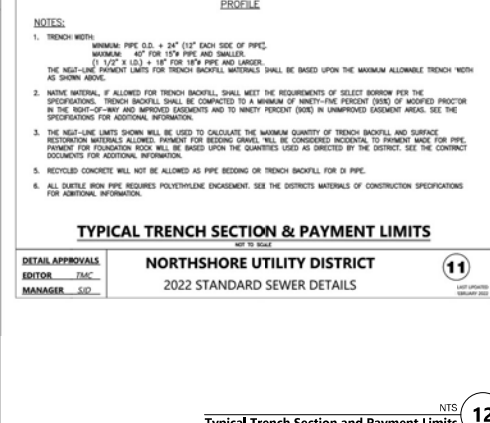 PROFILE
NOTES:
1. TRENCH WIDTH:
MINIMUM: PIPE O.D. + 24" (12" EACH SIDE OF PIPE).
MAXIMUM: 40" FOR 15"ø PIPE AND SMALLER.
(1 1/2" X I.D.) + 18" FOR 18"ø PIPE AND LARGER.
THE NEAT-LINE PAYMENT LIMITS FOR TRENCH BACKFILL MATERIALS SHALL BE BASED UPON THE MAXIMUM ALLOWABLE TRENCH WIDTH
AS SHOWN ABOVE.
2. NATIVE MATERIAL, IF ALLOWED FOR TRENCH BACKFILL, SHALL MEET THE REQUIREMENTS OF SELECT BORROW PER THE
SPECIFICATIONS. TRENCH BACKFILL SHALL BE COMPACTED TO A MINIMUM OF NINETY-FIVE PERCENT (95%) OF MODIFIED PROCTOR
IN THE RIGHT-OF-WAY AND IMPROVED EASEMENTS AND TO NINETY PERCENT (90%) IN UNIMPROVED EASEMENT AREAS. SEE THE
SPECIFICATIONS FOR ADDITIONAL INFORMATION.
3. THE NEAT-LINE LIMITS SHOWN WILL BE USED TO CALCULATE THE MAXIMUM QUANTITY OF TRENCH BACKFILL AND SURFACE
RESTORATION MATERIALS ALLOWED. PAYMENT FOR BEDDING GRAVEL WILL BE CONSIDERED INCIDENTAL TO PAYMENT MADE FOR PIPE.
PAYMENT FOR FOUNDATION ROCK WILL BE BASED UPON THE QUANTITIES USED AS DIRECTED BY THE DISTRICT. SEE THE CONTRACT
DOCUMENTS FOR ADDITIONAL INFORMATION.
5. RECYCLED CONCRETE WILL NOT BE ALLOWED AS PIPE BEDDING OR TRENCH BACKFILL FOR DI PIPE.
6. ALL DUCTILE IRON PIPE REQUIRES POLYETHYLENE ENCASEMENT. SEE THE DISTRICTS MATERIALS OF CONSTRUCTION SPECIFICATIONS
FOR ADDITIONAL INFORMATION.
TYPICAL TRENCH SECTION & PAYMENT LIMITS
NOT TO SCALE
DETAIL APPROVALS
EDITOR TMC
MANAGER SJD
NORTHSHORE UTILITY DISTRICT
2022 STANDARD SEWER DETAILS
11
LAST UPDATED
FEBRUARY 2022
NTS
12
Typical Trench Section and Payment Limits